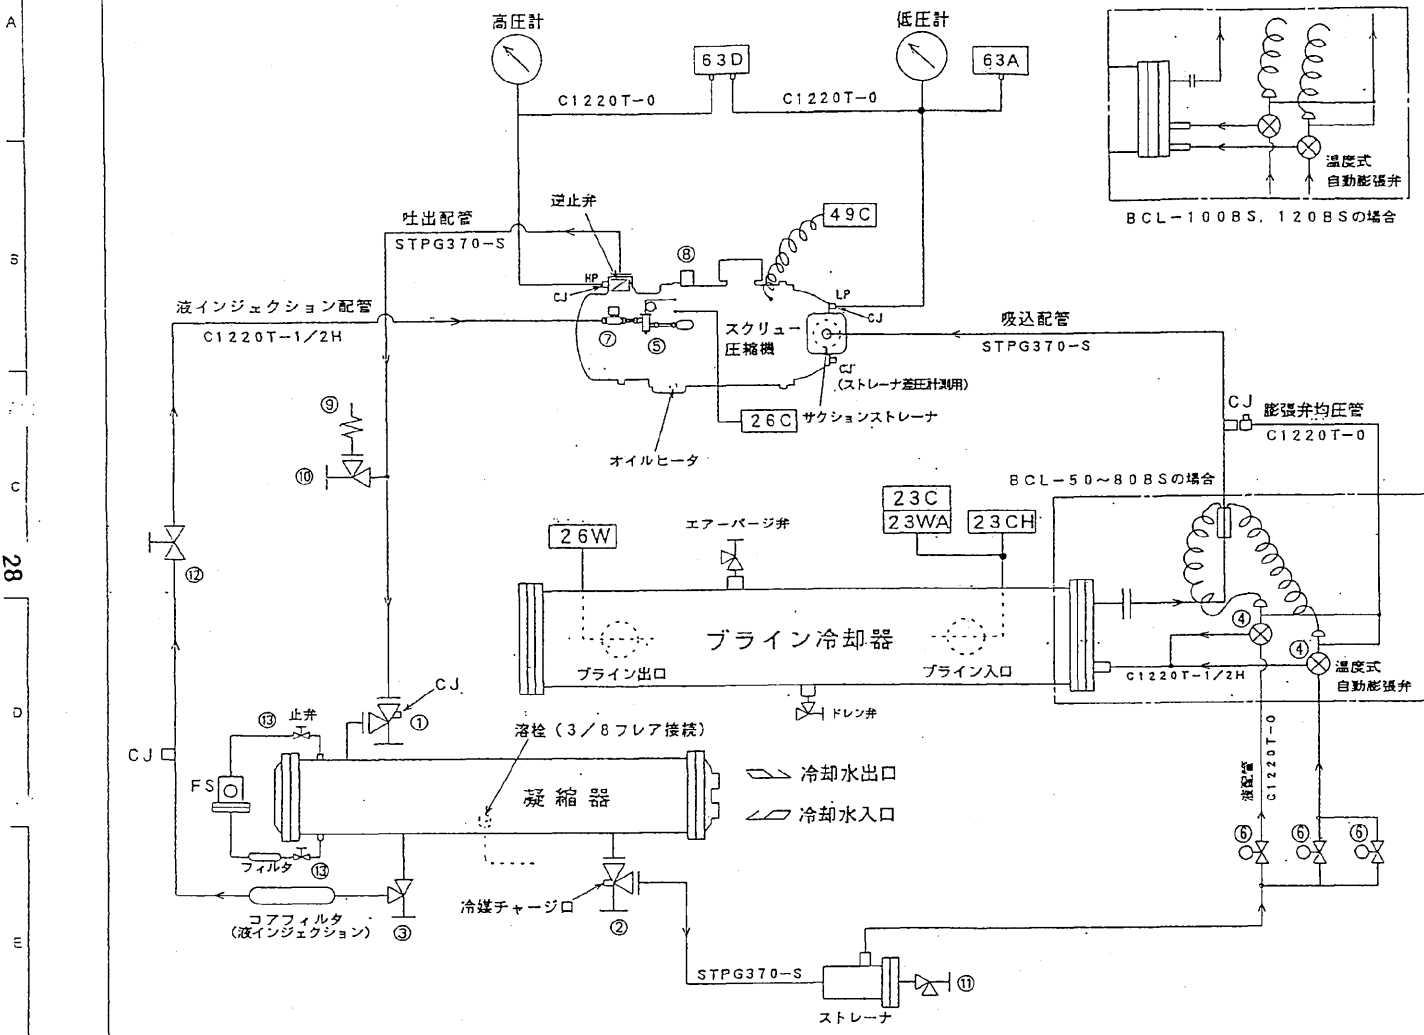 A
B
C
28
D
E
高圧計
低圧計
63D
63A
C1220T-0
C1220T-0
温度式
自動膨張弁
BCL-100BS, 120BSの場合
逆止弁
吐出配管
STPG370-S
49C
⑧
HP
CJ
LP
CJ
液インジェクション配管
C1220T-1/2H
⑦
⑤
スクリュー
圧縮機
吸込配管
STPG370-S
CJ
(ストレーナ差圧計測用)
26C
サクションストレーナ
オイルヒータ
⑨
⑩
CJ
膨張弁均圧管
C1220T-0
BCL-50~80BSの場合
⑫
26W
エアーパージ弁
23C
23WA
23CH
ブライン冷却器
ブライン出口
ブライン入口
④
④
C1220T-1/2H
温度式
自動膨張弁
ドレン弁
CJ
①
⑬
止弁
溶栓(3/8フレア接続)
CJ
FS
凝縮器
冷却水出口
冷却水入口
液配管
C1220T-0
⑥
⑥
⑥
フィルタ
⑬
コアフィルタ
(液インジェクション)
③
冷媒チャージ口
②
STPG370-S
⑪
ストレーナ